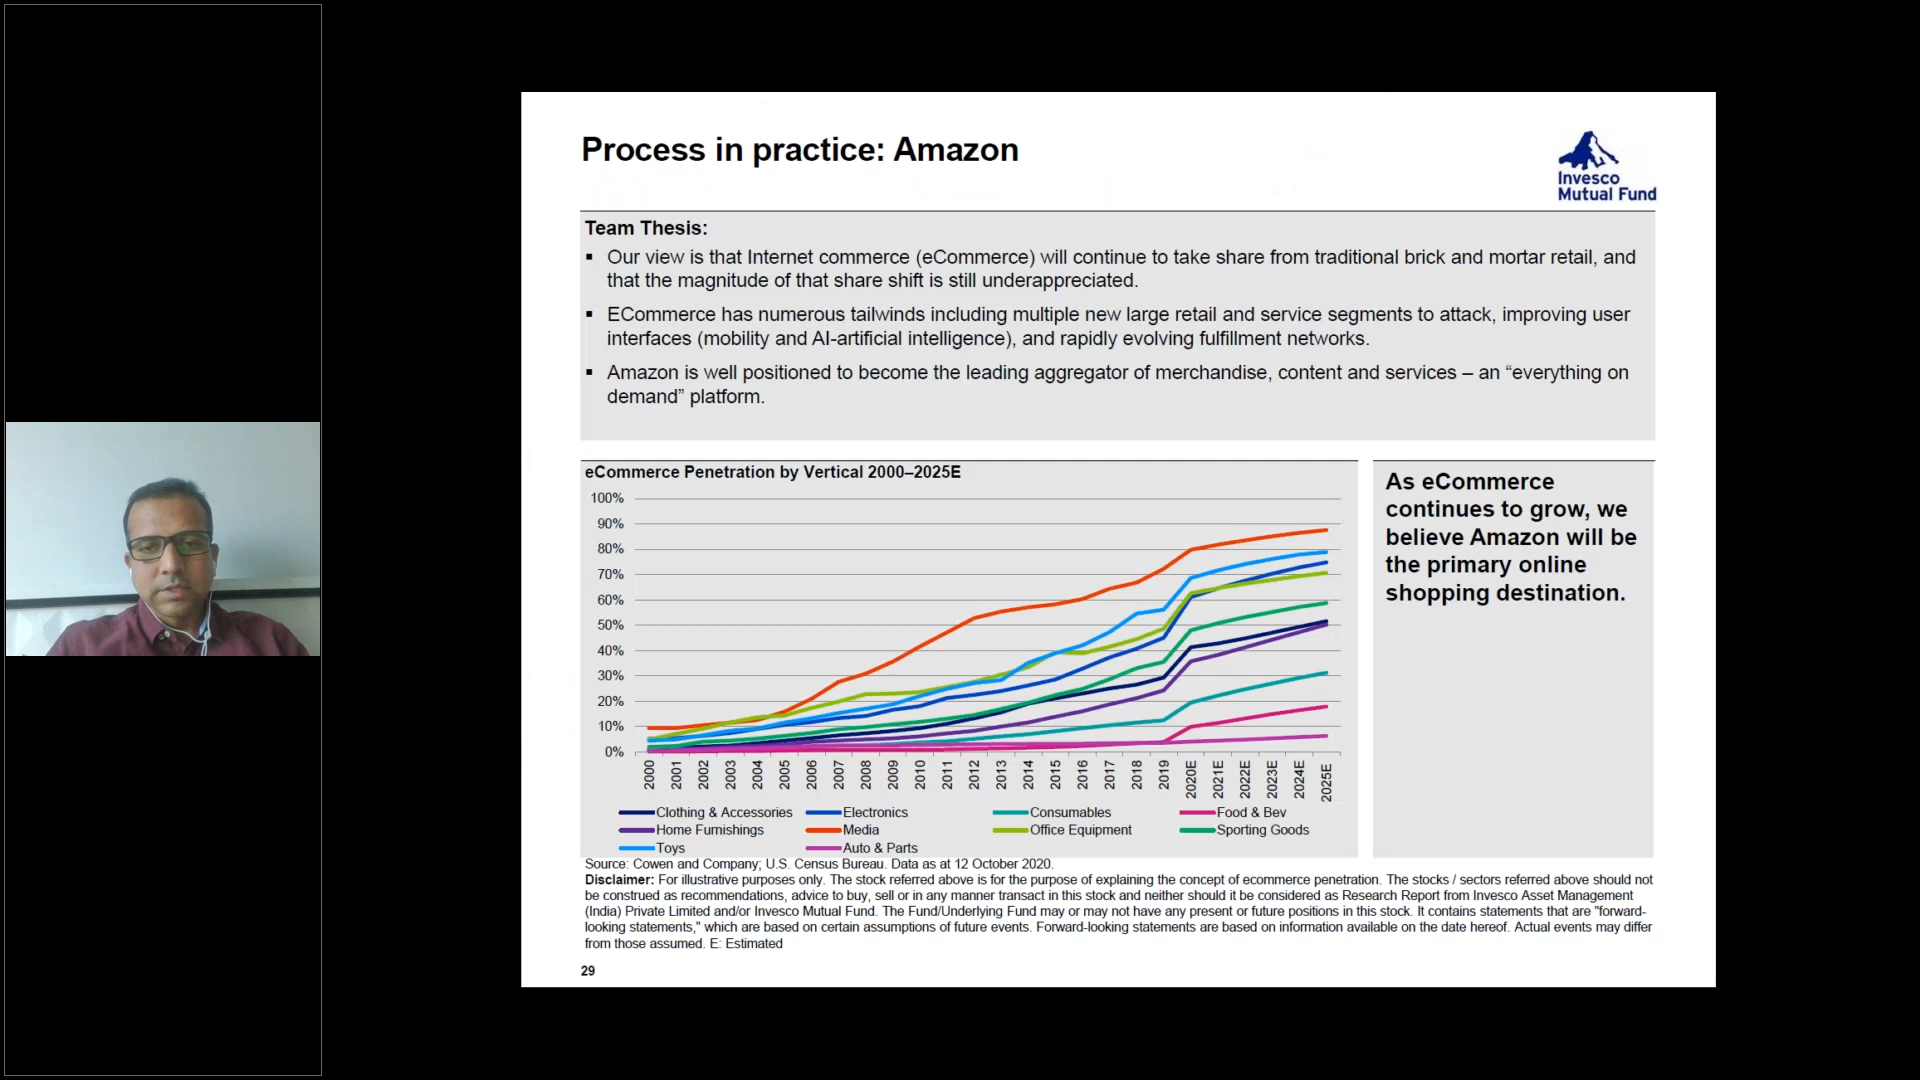 Process in practice: Amazon
Invesco
Mutual Fund
Team Thesis:
▪ Our view is that Internet commerce (eCommerce) will continue to take share from traditional brick and mortar retail, and
that the magnitude of that share shift is still underappreciated.
▪ ECommerce has numerous tailwinds including multiple new large retail and service segments to attack, improving user
interfaces (mobility and AI-artificial intelligence), and rapidly evolving fulfillment networks.
▪ Amazon is well positioned to become the leading aggregator of merchandise, content and services – an “everything on
demand” platform.
eCommerce Penetration by Vertical 2000–2025E
100%
90%
80%
70%
60%
50%
40%
30%
20%
10%
0%
2000 2001 2002 2003 2004 2005 2006 2007 2008 2009 2010 2011 2012 2013 2014 2015 2016 2017 2018 2019 2020E 2021E 2022E 2023E 2024E 2025E
Clothing & Accessories Electronics Consumables Food & Bev
Home Furnishings Media Office Equipment Sporting Goods
Toys Auto & Parts
As eCommerce
continues to grow, we
believe Amazon will be
the primary online
shopping destination.
Source: Cowen and Company; U.S. Census Bureau. Data as at 12 October 2020.
Disclaimer: For illustrative purposes only. The stock referred above is for the purpose of explaining the concept of ecommerce penetration. The stocks / sectors referred above should not
be construed as recommendations, advice to buy, sell or in any manner transact in this stock and neither should it be considered as Research Report from Invesco Asset Management
(India) Private Limited and/or Invesco Mutual Fund. The Fund/Underlying Fund may or may not have any present or future positions in this stock. It contains statements that are "forward-
looking statements," which are based on certain assumptions of future events. Forward-looking statements are based on information available on the date hereof. Actual events may differ
from those assumed. E: Estimated
29